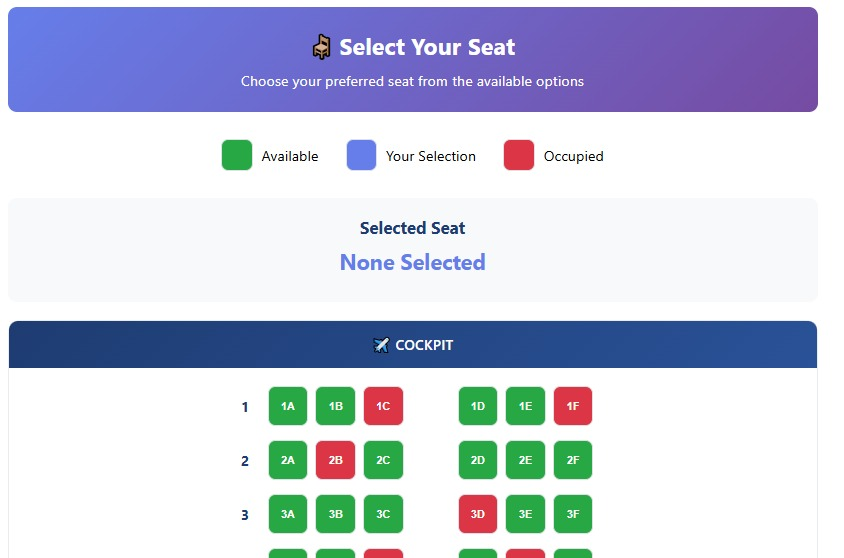 Select Your Seat
Choose your preferred seat from the available options
Available Your Selection Occupied
Selected Seat
None Selected
COCKPIT
1 1A 1B 1C 1D 1E 1F
2 2A 2B 2C 2D 2E 2F
3 3A 3B 3C 3D 3E 3F